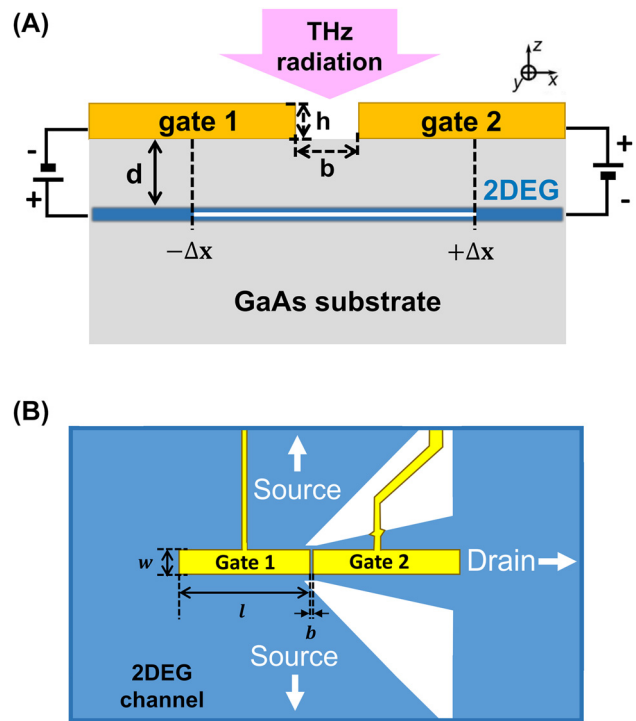 (A)
THz
radiation
z
y x
gate 1
h
gate 2
b
-
+
d
+
-
2DEG
−Δx
+Δx
GaAs substrate
(B)
Source
w
Gate 1
Gate 2
Drain
l
b
Source
2DEG
channel